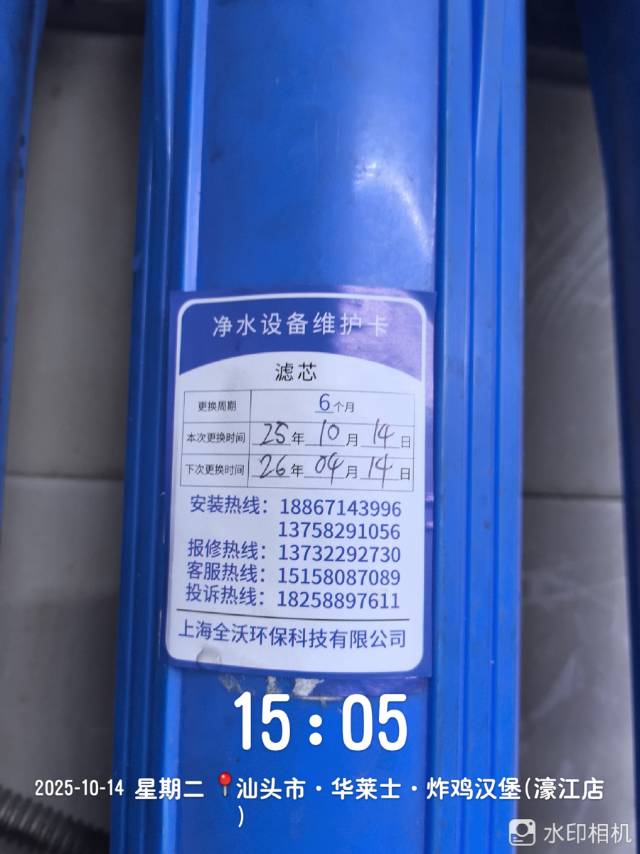 净水设备维护卡
滤芯
更换周期 6个月
本次更换时间 25年10月14日
下次更换时间 26年04月14日
安装热线：18867143996
13758291056
报修热线：13732292730
客服热线：15158087089
投诉热线：18258897611
上海全沃环保科技有限公司
15:05
2025-10-14 星期二 汕头市·华莱士·炸鸡汉堡(濠江店
)
水印相机